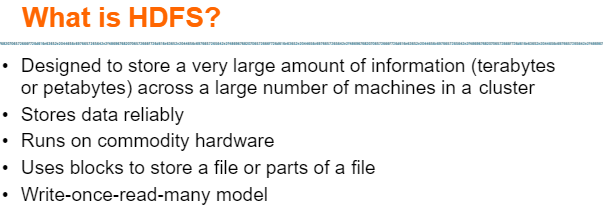 What is HDFS?
• Designed to store a very large amount of information (terabytes
or petabytes) across a large number of machines in a cluster
• Stores data reliably
• Runs on commodity hardware
• Uses blocks to store a file or parts of a file
• Write-once-read-many model